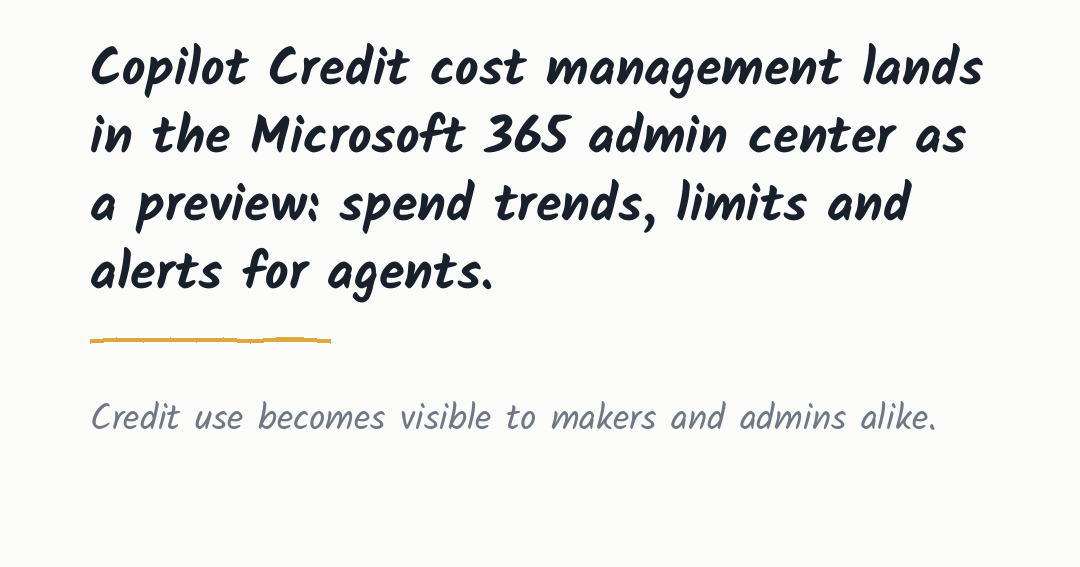 Copilot Credit cost management lands
in the Microsoft 365 admin center as
a preview: spend trends, limits and
alerts for agents.
Credit use becomes visible to makers and admins alike.